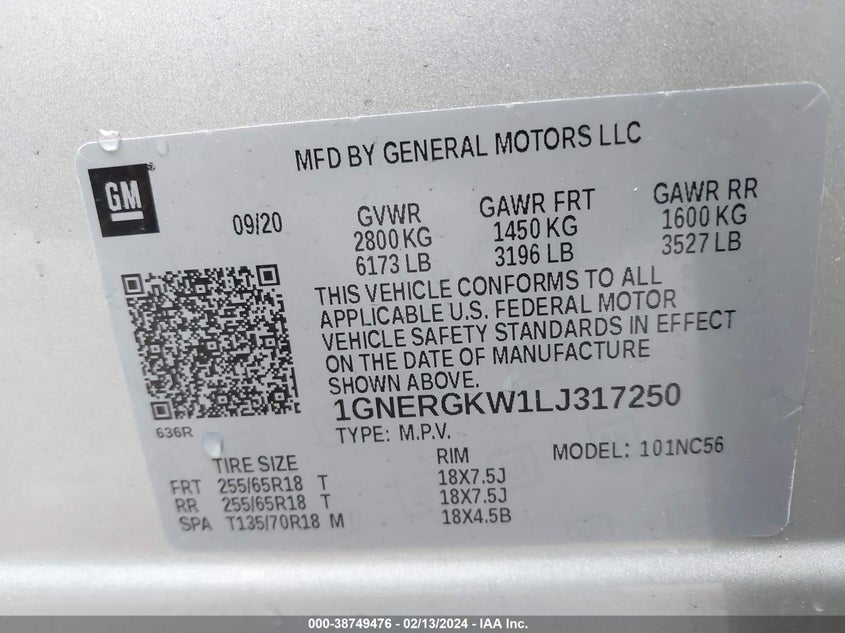 MFD BY GENERAL MOTORS LLC
GM
09/20
GVWR
2800 KG
6173 LB
GAWR FRT
1450 KG
3196 LB
GAWR RR
1600 KG
3527 LB
THIS VEHICLE CONFORMS TO ALL
APPLICABLE U.S. FEDERAL MOTOR
VEHICLE SAFETY STANDARDS IN EFFECT
ON THE DATE OF MANUFACTURE
SHOWN ABOVE.
1GNERGKW1LJ317250
636R
TYPE: M.P.V.
MODEL: 101NC56
TIRE SIZE RIM
FRT 255/65R18 T 18X7.5J
RR 255/65R18 T 18X7.5J
SPA T135/70R18 M 18X4.5B
000-38749476 - 02/13/2024 - IAA Inc.